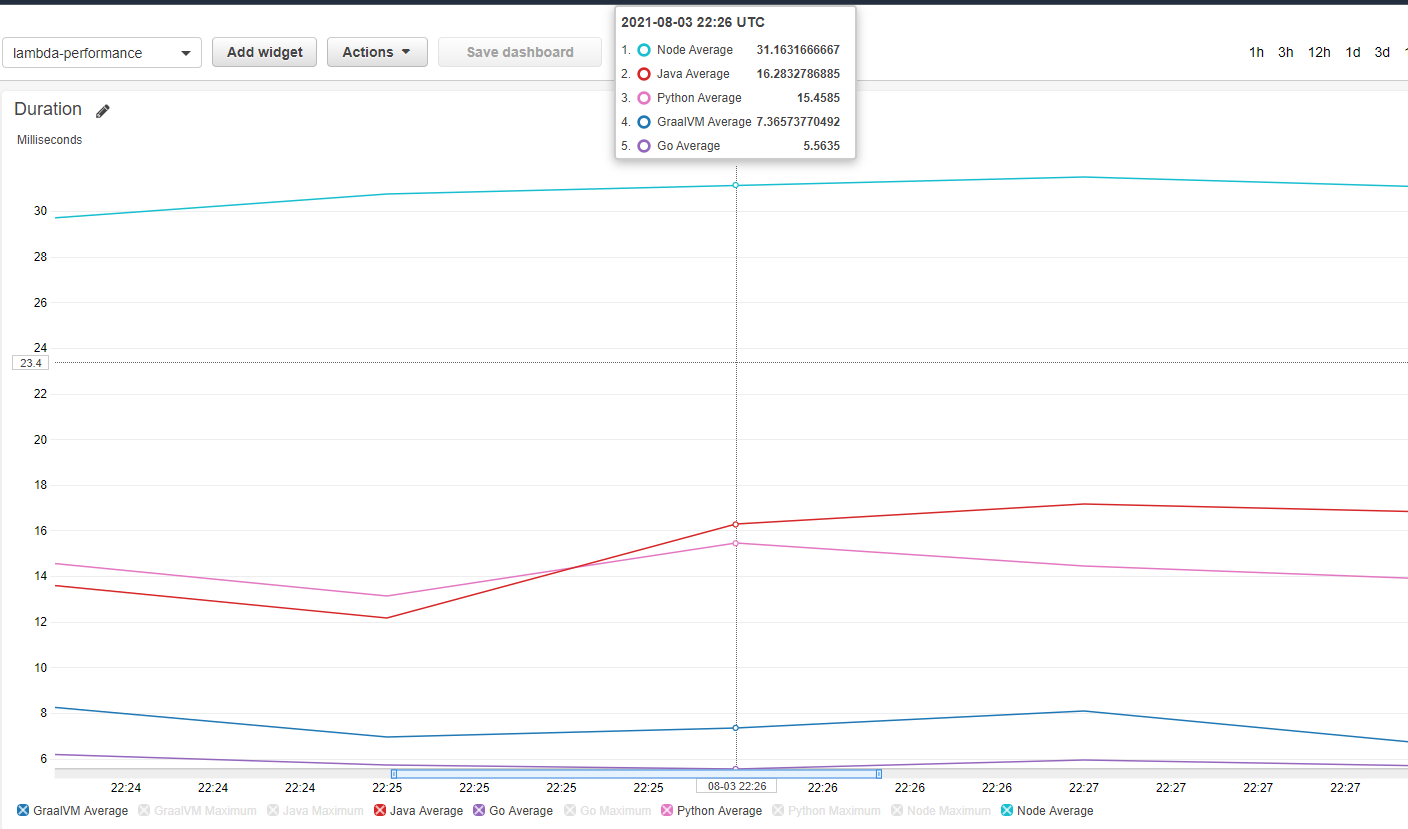 2021-08-03 22:26 UTC
1. Node Average 31.1631666667
2. Java Average 16.2832786885
3. Python Average 15.4585
4. GraalVM Average 7.36573770492
5. Go Average 5.5635
lambda-performance Add widget Actions Save dashboard 1h 3h 12h 1d 3d
Duration
Milliseconds
30
28
26
24
23.4
22
20
18
16
14
12
10
8
6
22:24 22:24 22:24 22:25 22:25 22:25 22:25 08-03 22:26 22:26 22:26 22:26 22:27 22:27 22:27 22:27
GraalVM Average GraalVM Maximum Java Maximum Java Average Go Average Go Maximum Python Average Python Maximum Node Maximum Node Average